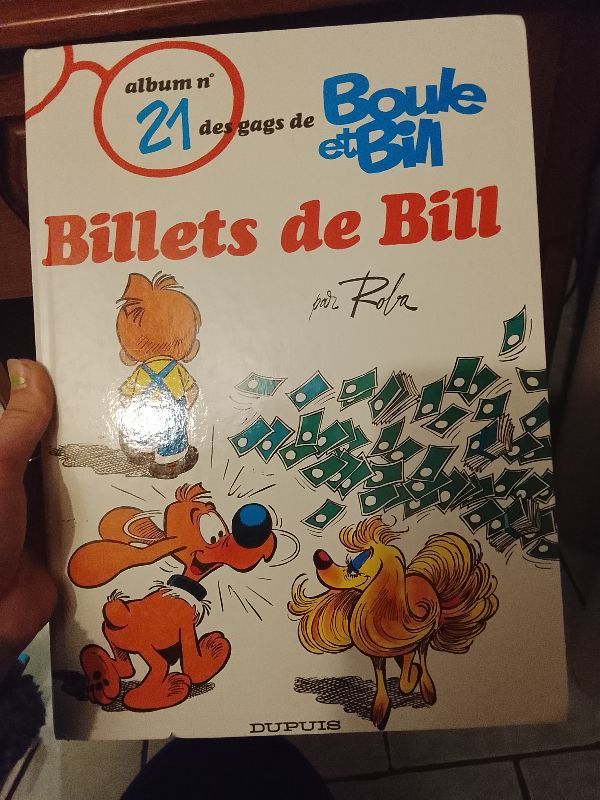 album n°
21 des gags de
Boule
et Bill
Billets de Bill
par Roba
DUPUIS